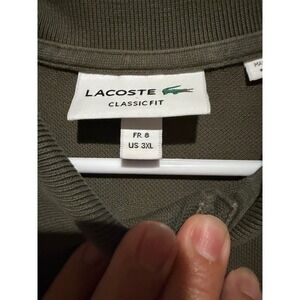 LACOSTE
CLASSIC FIT
FR 8
US 3XL